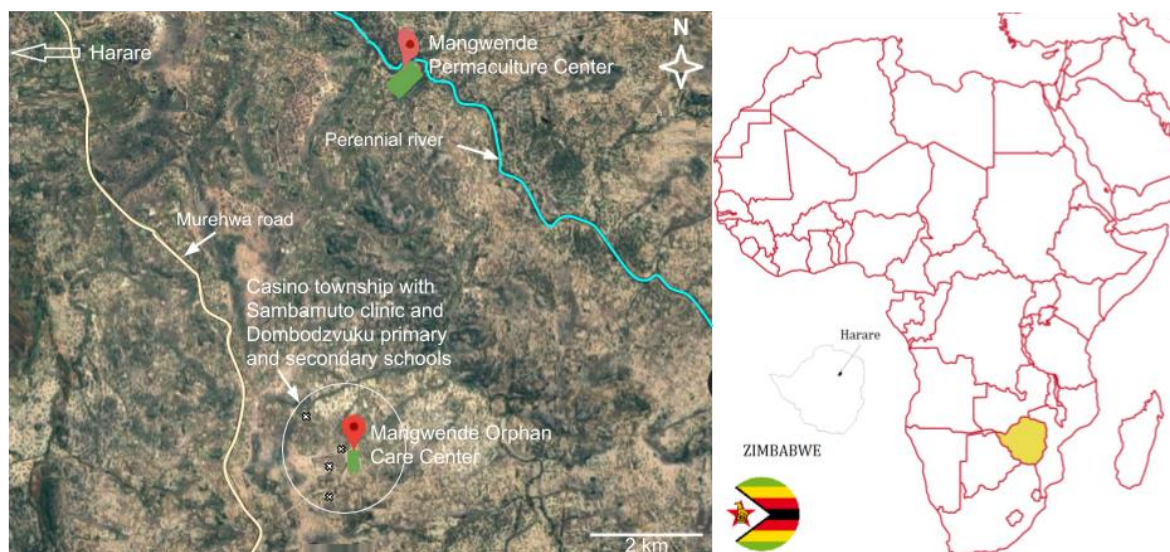 Harare
Mangwende
Permaculture Center
N
Perennial river
Murehwa road
Casino township with
Sambamuto clinic and
Dombodzvuku primary
and secondary schools
Mangwende Orphan
Care Center
2 km
Harare
ZIMBABWE